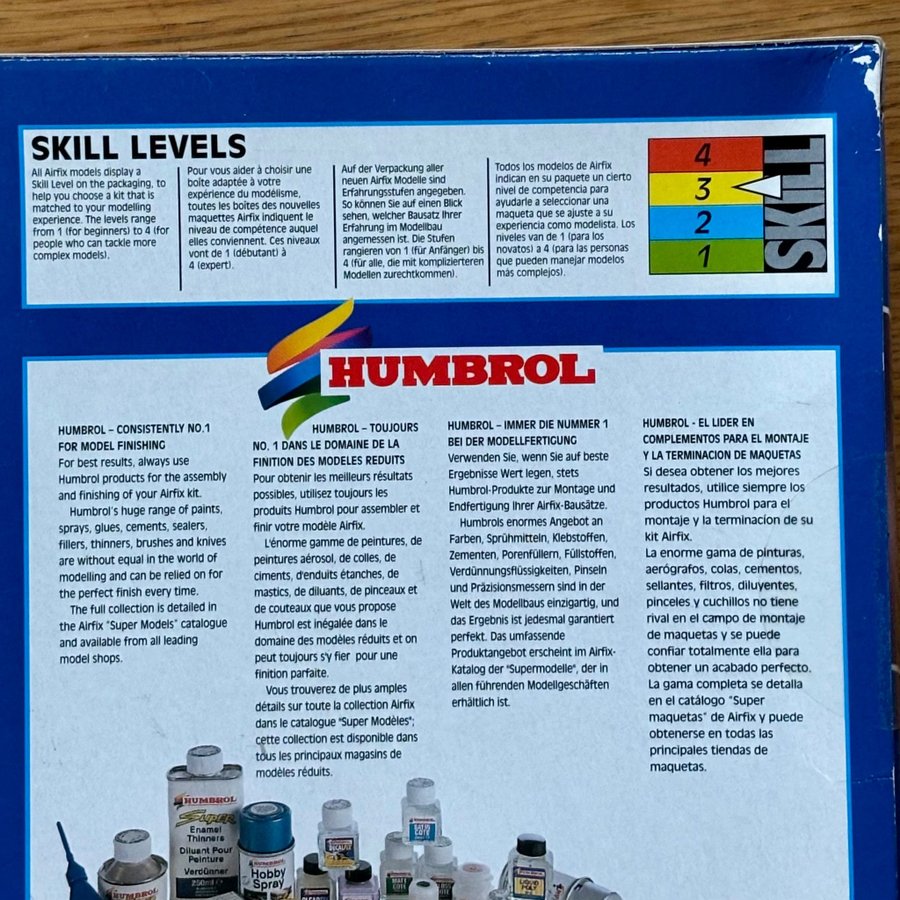 SKILL LEVELS
All Airfix models display a
Skill Level on the packaging, to
help you choose a kit that is
matched to your modelling
experience. The levels range
from 1 (for beginners) to 4 (for
people who can tackle more
complex models).
Pour vous aider à choisir une
boîte adaptée à votre
expérience du modélisme,
toutes les boîtes des nouvelles
maquettes Airfix indiquent le
niveau de compétence auquel
elles conviennent. Ces niveaux
vont de 1 (débutant) à
4 (expert).
Auf der Verpackung aller
neuen Airfix Modelle sind
Erfahrungsstufen angegeben.
So können Sie auf einen Blick
sehen, welcher Bausatz Ihrer
Erfahrung im Modellbau
angemessen ist. Die Stufen
rangieren von 1 (für Anfänger) bis
4 (für alle, die mit komplizierteren
Modellen zurechtkommen).
Todos los modelos de Airfix
indican en su paquete un cierto
nivel de competencia para
ayudarle a seleccionar una
maqueta que se ajuste a su
experiencia como modelista. Los
niveles van de 1 (para los
novatos) a 4 (para las personas
que pueden manejar modelos
más complejos).
4
3
2
1
SKILL
HUMBROL
HUMBROL – CONSISTENTLY NO.1
FOR MODEL FINISHING
For best results, always use
Humbrol products for the assembly
and finishing of your Airfix kit.
Humbrol's huge range of paints,
sprays, glues, cements, sealers,
fillers, thinners, brushes and knives
are without equal in the world of
modelling and can be relied on for
the perfect finish every time.
The full collection is detailed in
the Airfix "Super Models" catalogue
and available from all leading
model shops.
HUMBROL – TOUJOURS
NO. 1 DANS LE DOMAINE DE LA
FINITION DES MODELES REDUITS
Pour obtenir les meilleurs résultats
possibles, utilisez toujours les
produits Humbrol pour assembler et
finir votre modèle Airfix.
L'énorme gamme de peintures, de
peintures aérosol, de colles, de
ciments, d'enduits étanches, de
mastics, de diluants, de pinceaux et
de couteaux que vous propose
Humbrol est inégalée dans le
domaine des modèles réduits et on
peut toujours s'y fier pour une
finition parfaite.
Vous trouverez de plus amples
détails sur toute la collection Airfix
dans le catalogue "Super Modèles";
cette collection est disponible dans
tous les principaux magasins de
modèles réduits.
HUMBROL – IMMER DIE NUMMER 1
BEI DER MODELLFERTIGUNG
Verwenden Sie, wenn Sie auf beste
Ergebnisse Wert legen, stets
Humbrol-Produkte zur Montage und
Endfertigung Ihrer Airfix-Bausätze.
Humbrols enormes Angebot an
Farben, Sprühmitteln, Klebstoffen,
Zementen, Porenfüllern, Füllstoffen,
Verdünnungsflüssigkeiten, Pinseln
und Präzisionsmessern sind in der
Welt des Modellbaus einzigartig, und
das Ergebnis ist jedesmal garantiert
perfekt. Das umfassende
Produktangebot erscheint im Airfix-
Katalog der "Supermodelle", der in
allen führenden Modellgeschäften
erhältlich ist.
HUMBROL - EL LIDER EN
COMPLEMENTOS PARA EL MONTAJE
Y LA TERMINACION DE MAQUETAS
Si desea obtener los mejores
resultados, utilice siempre los
productos Humbrol para el
montaje y la terminacíon de su
kit Airfix.
La enorme gama de pinturas,
aerógrafos, colas, cementos,
sellantes, filtros, diluyentes,
pinceles y cuchillos no tiene
rival en el campo de montaje
de maquetas y se puede
confiar totalmente ella para
obtener un acabado perfecto.
La gama completa se detalla
en el catálogo "Super
maquetas" de Airfix y puede
obtenerse en todas las
principales tiendas de
maquetas.
HUMBROL
Super
Enamel
Thinners
Diluant Pour
Peinture
Verdünner
250ml
HUMBROL
HUMBROL
Hobby
Spray
SATIN
COTE
MATT
COTE
LIQUID
POLY